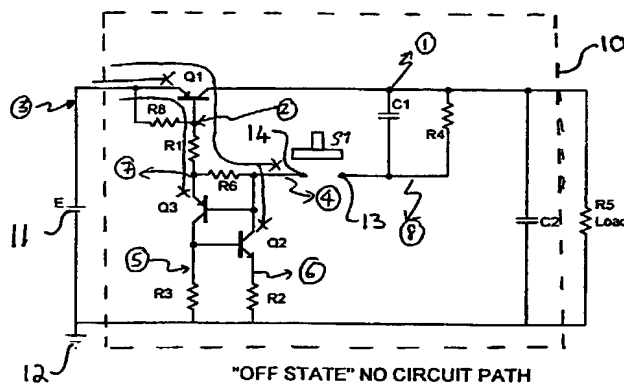 10
①
③
Q1
②
C1
R8
14
S1
R4
R1
⑦
R6
④
13
⑧
Q3
E
11
R5
Load
C2
Q2
⑤
⑥
R3
R2
12
"OFF STATE" NO CIRCUIT PATH